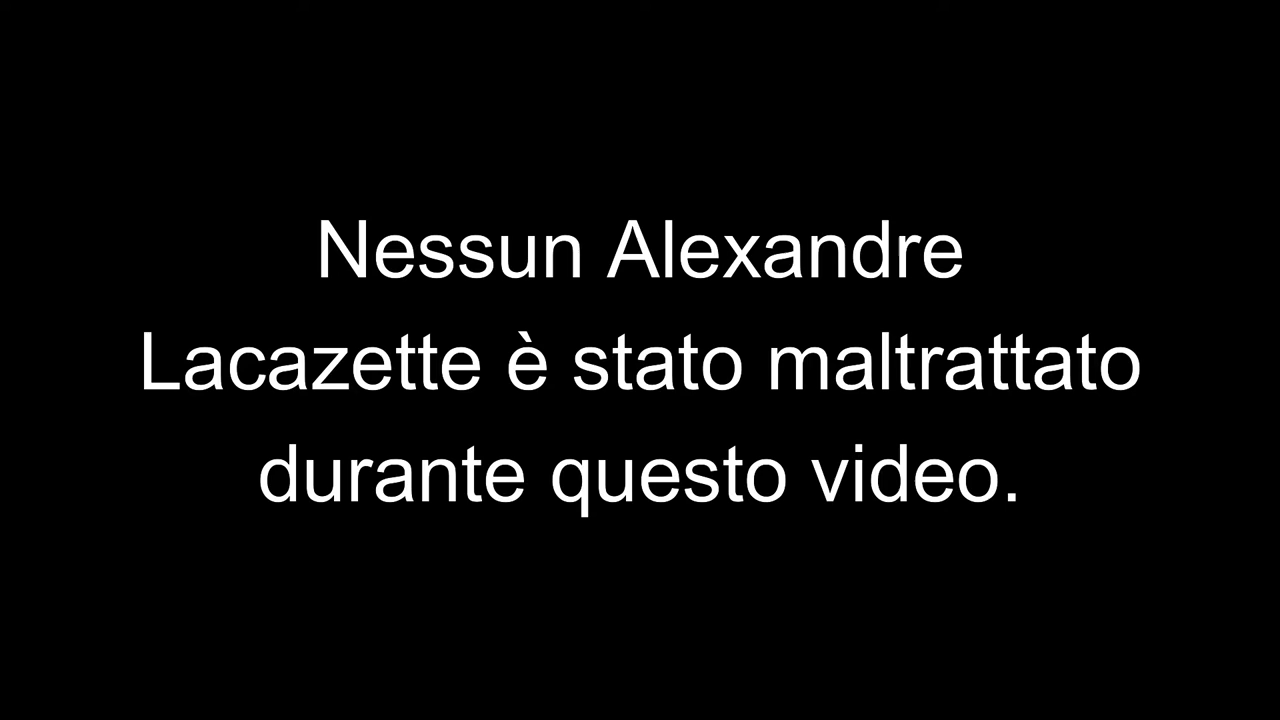 Nessun Alexandre
Lacazette è stato maltrattato
durante questo video.